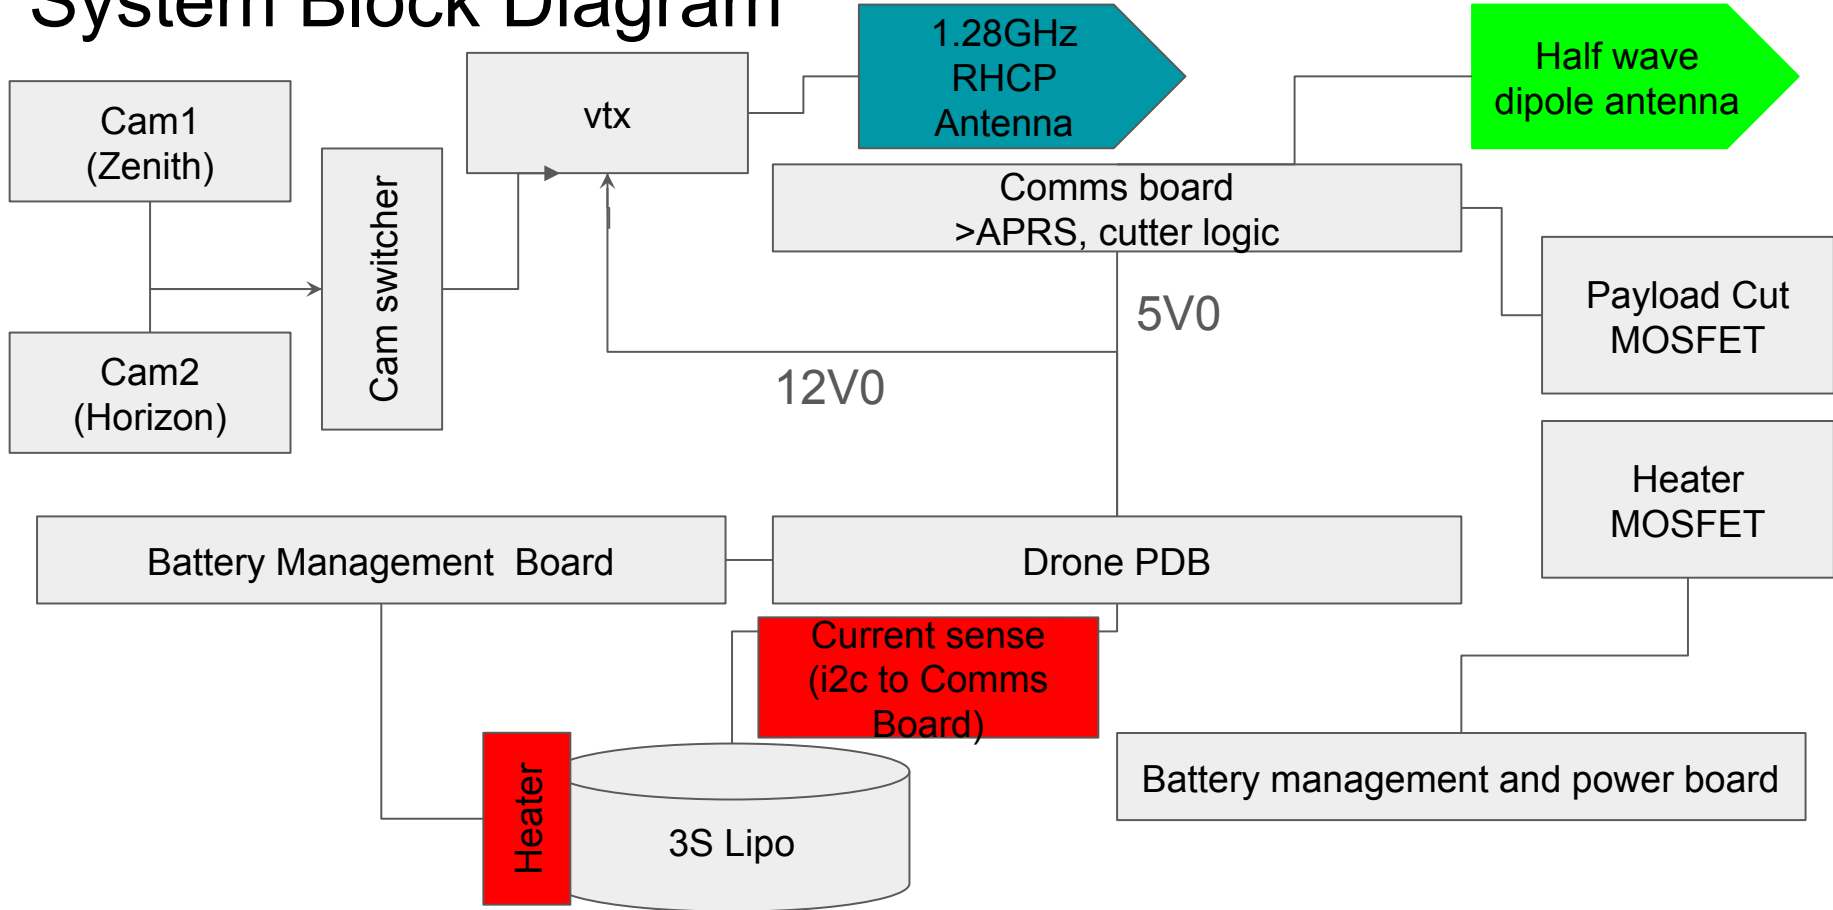 System Block Diagram
Cam1
(Zenith)
Cam2
(Horizon)
Cam switcher
vtx
1.28GHz
RHCP
Antenna
Half wave
dipole antenna
Comms board
>APRS, cutter logic
Payload Cut
MOSFET
5V0
12V0
Heater
MOSFET
Battery Management  Board
Drone PDB
Current sense
(i2c to Comms
Board)
Heater
3S Lipo
Battery management and power board